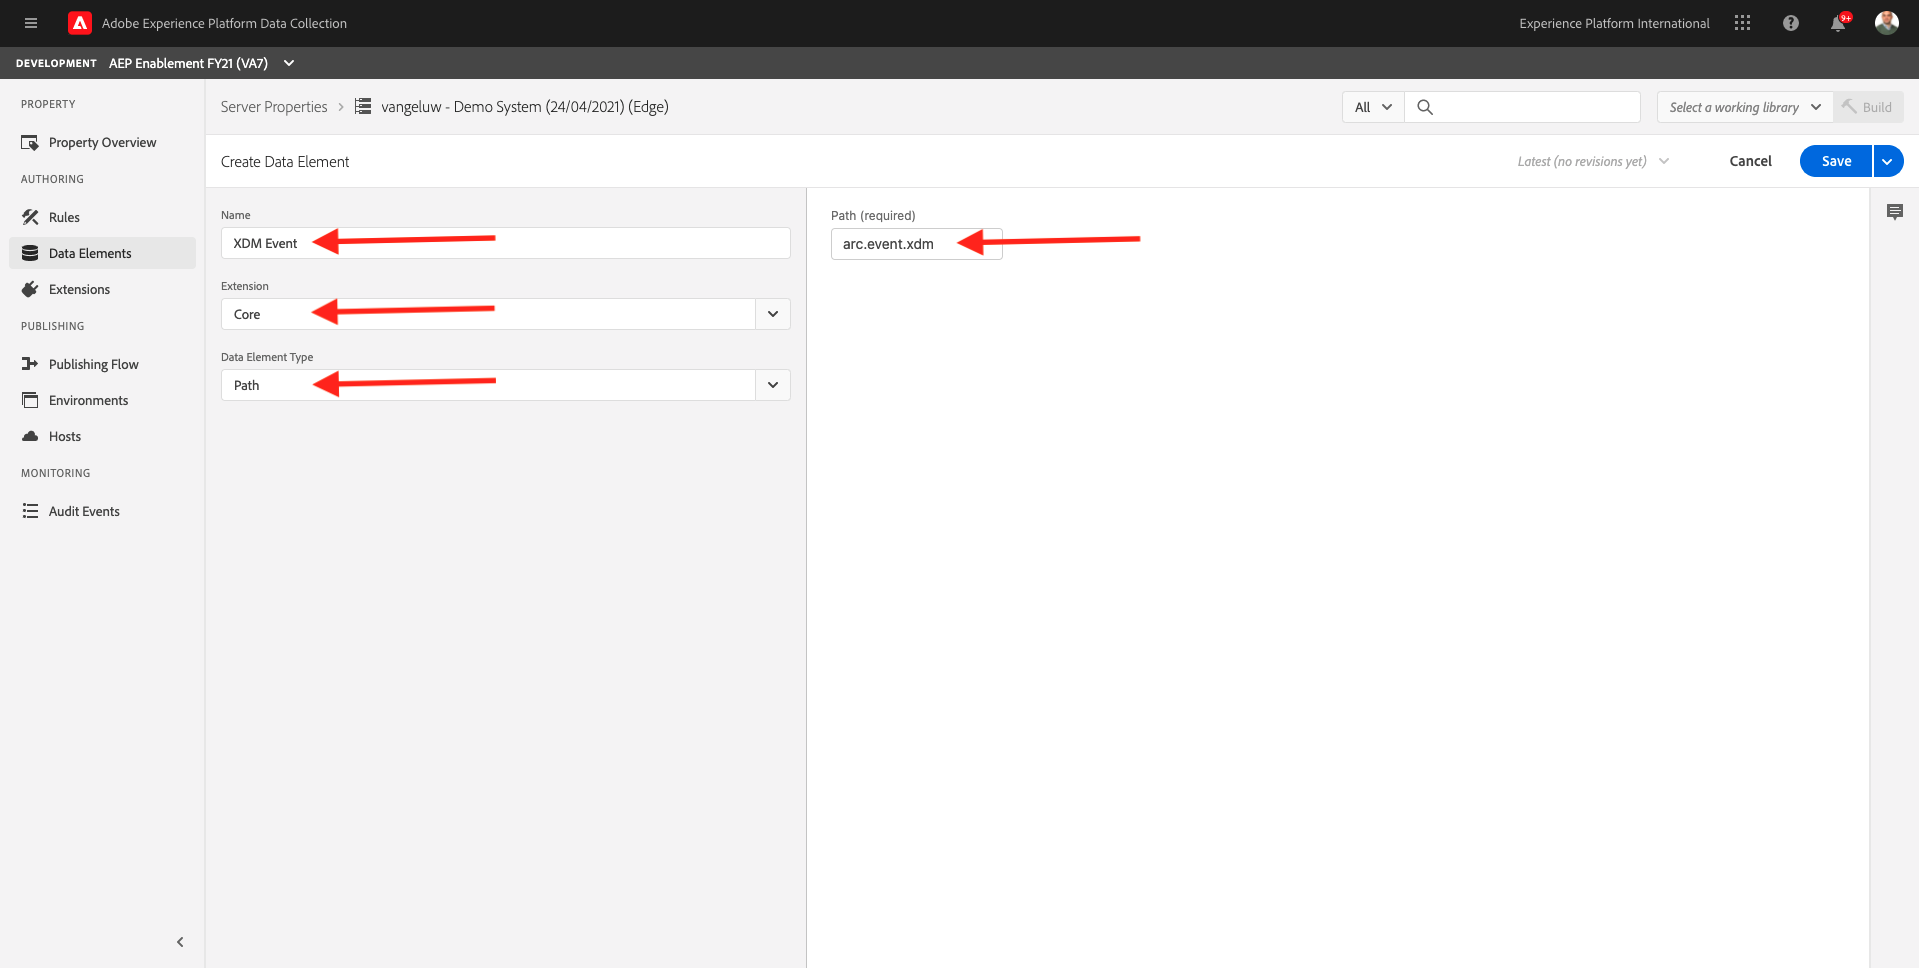 Adobe Experience Platform Data Collection
Experience Platform International
9+
DEVELOPMENT AEP Enablement FY21 (VA7)
PROPERTY
Property Overview
AUTHORING
Rules
Data Elements
Extensions
PUBLISHING
Publishing Flow
Environments
Hosts
MONITORING
Audit Events
Server Properties > vangeluw - Demo System (24/04/2021) (Edge)
All
Select a working library
Build
Create Data Element
Latest (no revisions yet)
Cancel
Save
Name
XDM Event
Extension
Core
Data Element Type
Path
Path (required)
arc.event.xdm